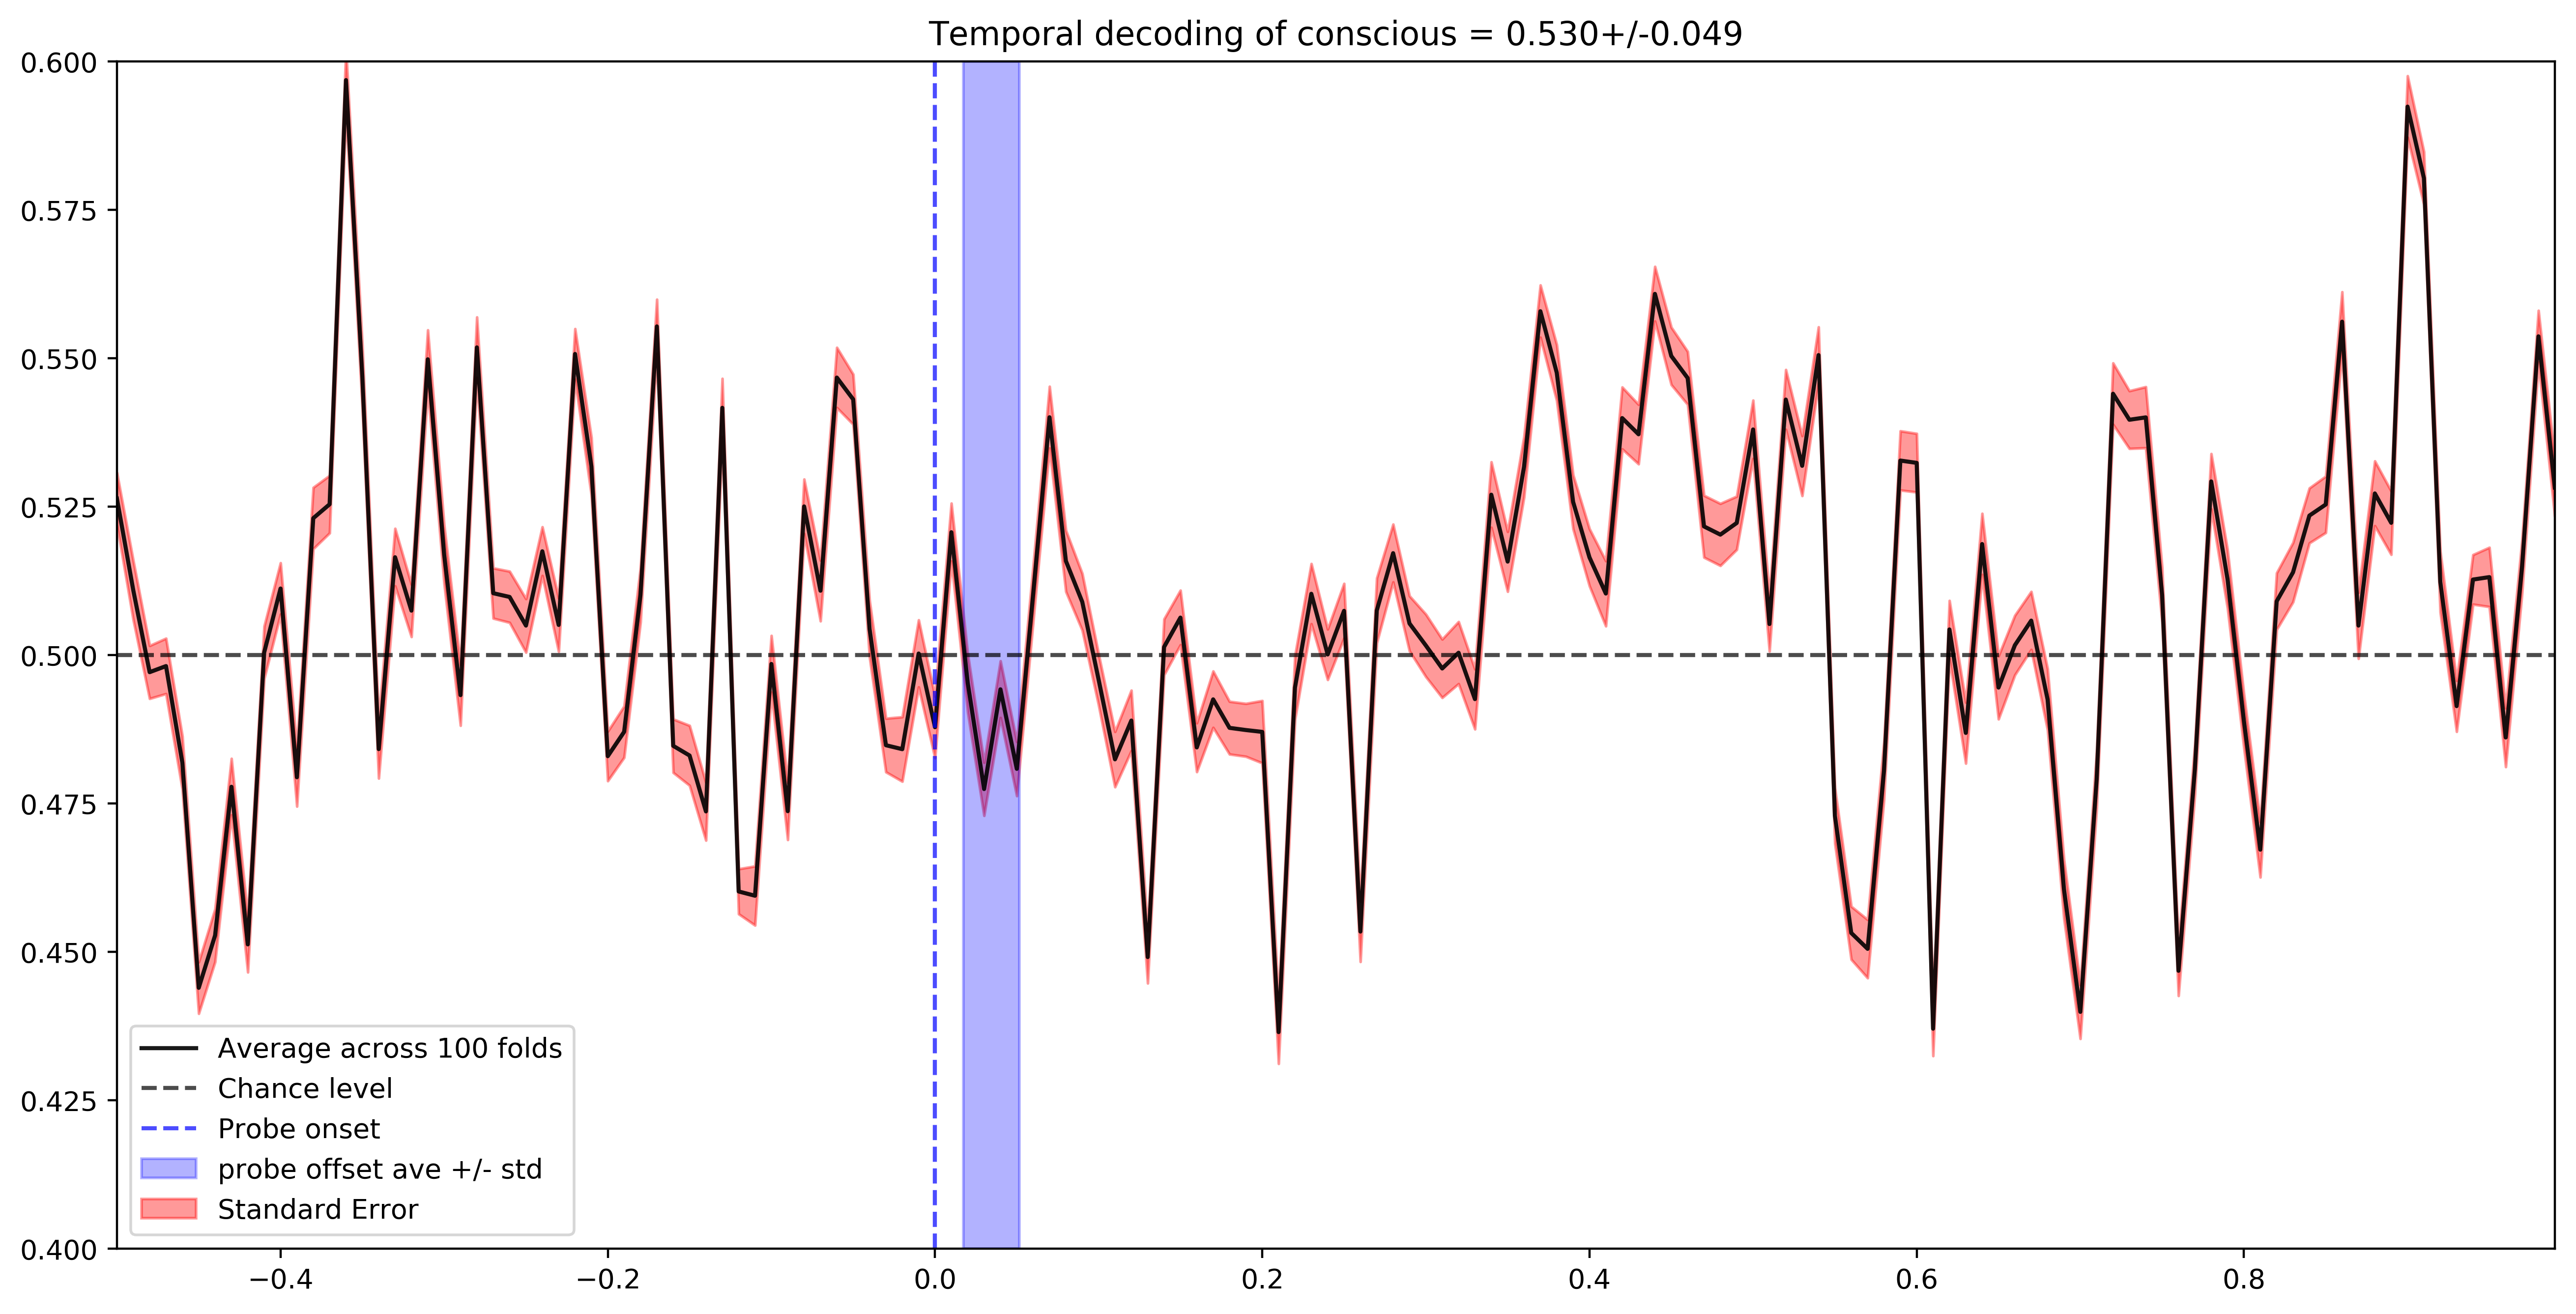 Temporal decoding of conscious = 0.530+/-0.049
0.600
0.575
0.550
0.525
0.500
0.475
0.450
0.425
0.400
Average across 100 folds
Chance level
Probe onset
probe offset ave +/- std
Standard Error
−0.4 −0.2 0.0 0.2 0.4 0.6 0.8